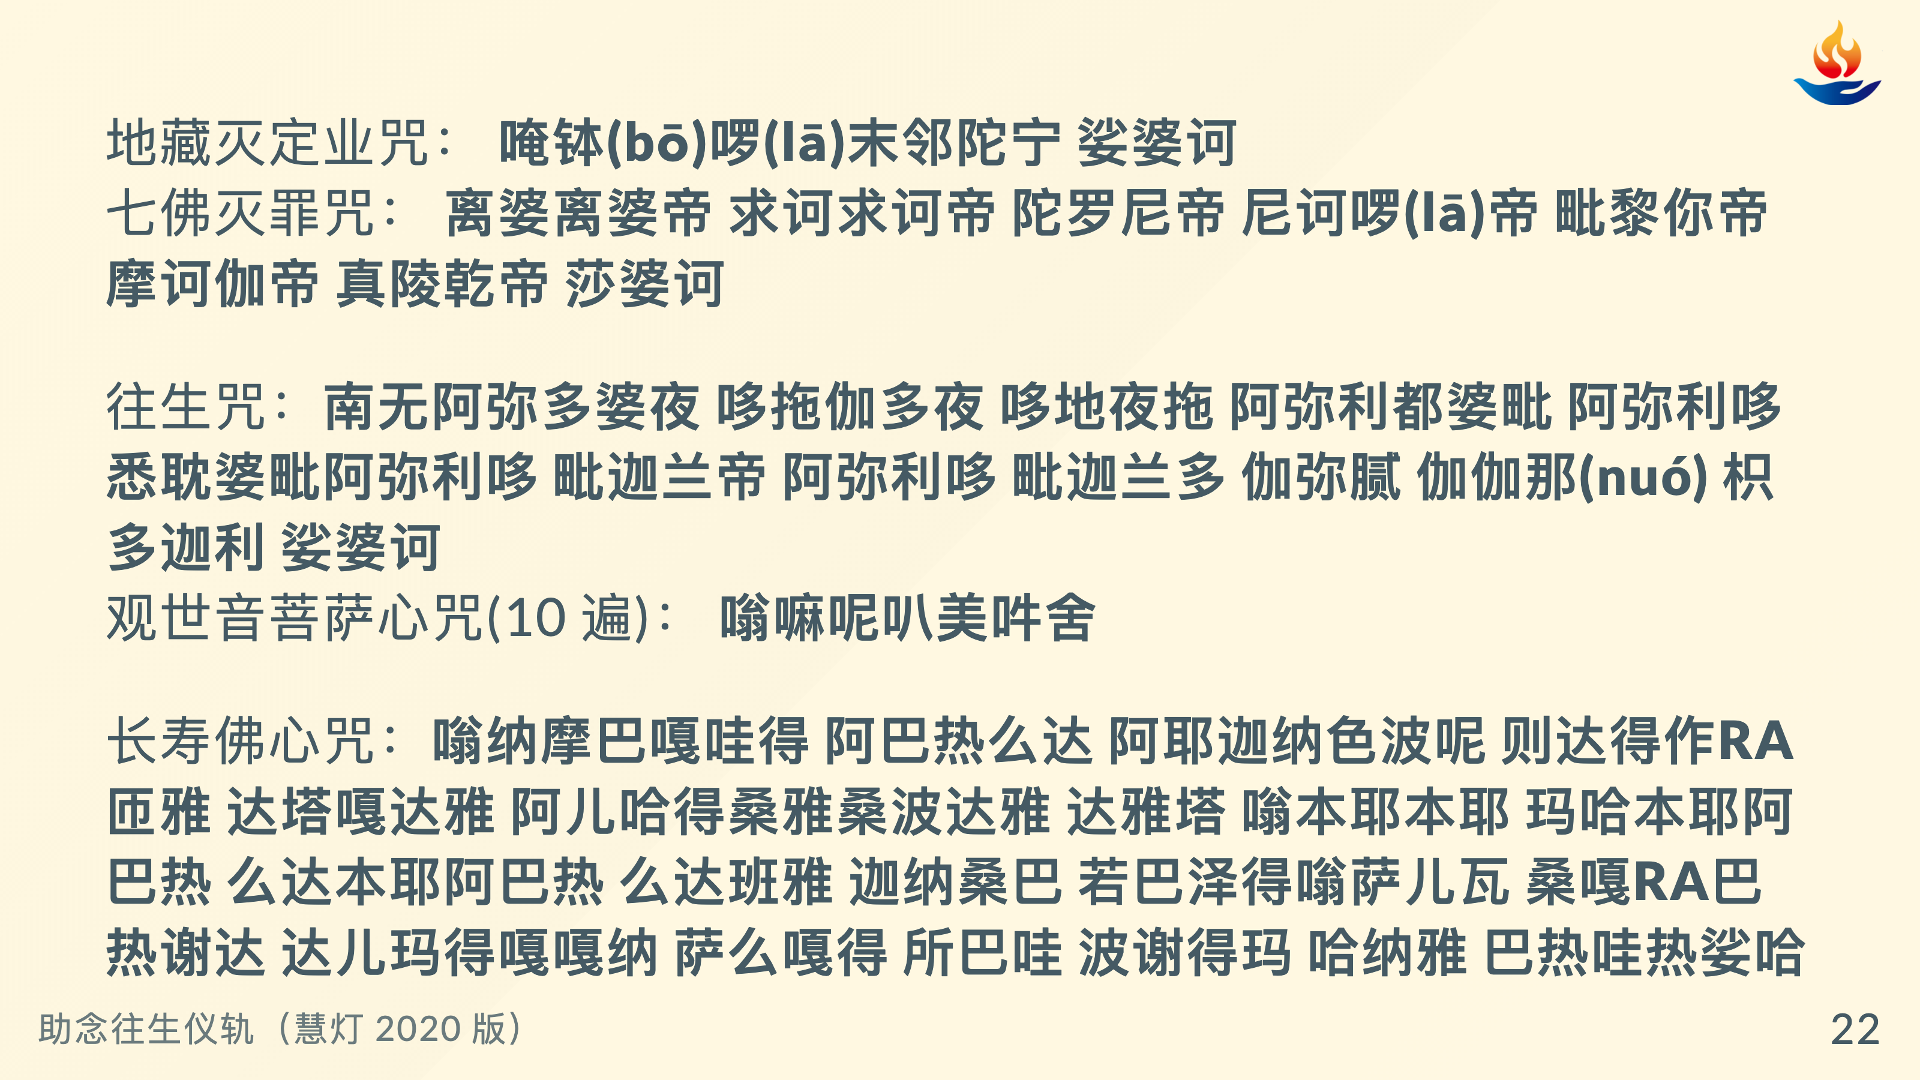 地藏灭定业咒： 唵钵(bō)啰(lā)末邻陀宁 娑婆诃
七佛灭罪咒： 离婆离婆帝 求诃求诃帝 陀罗尼帝 尼诃啰(lā)帝 毗黎你帝
摩诃伽帝 真陵乾帝 莎婆诃
往生咒：南无阿弥多婆夜 哆拖伽多夜 哆地夜拖 阿弥利都婆毗 阿弥利哆
悉耽婆毗阿弥利哆 毗迦兰帝 阿弥利哆 毗迦兰多 伽弥腻 伽伽那(nuó) 枳
多迦利 娑婆诃
观世音菩萨心咒(10 遍)： 嗡嘛呢叭美吽舍
长寿佛心咒：嗡纳摩巴嘎哇得 阿巴热么达 阿耶迦纳色波呢 则达得作RA
匝雅 达塔嘎达雅 阿儿哈得桑雅桑波达雅 达雅塔 嗡本耶本耶 玛哈本耶阿
巴热 么达本耶阿巴热 么达班雅 迦纳桑巴 若巴泽得嗡萨儿瓦 桑嘎RA巴
热谢达 达儿玛得嘎嘎纳 萨么嘎得 所巴哇 波谢得玛 哈纳雅 巴热哇热娑哈
助念往生仪轨（慧灯 2020 版）
22